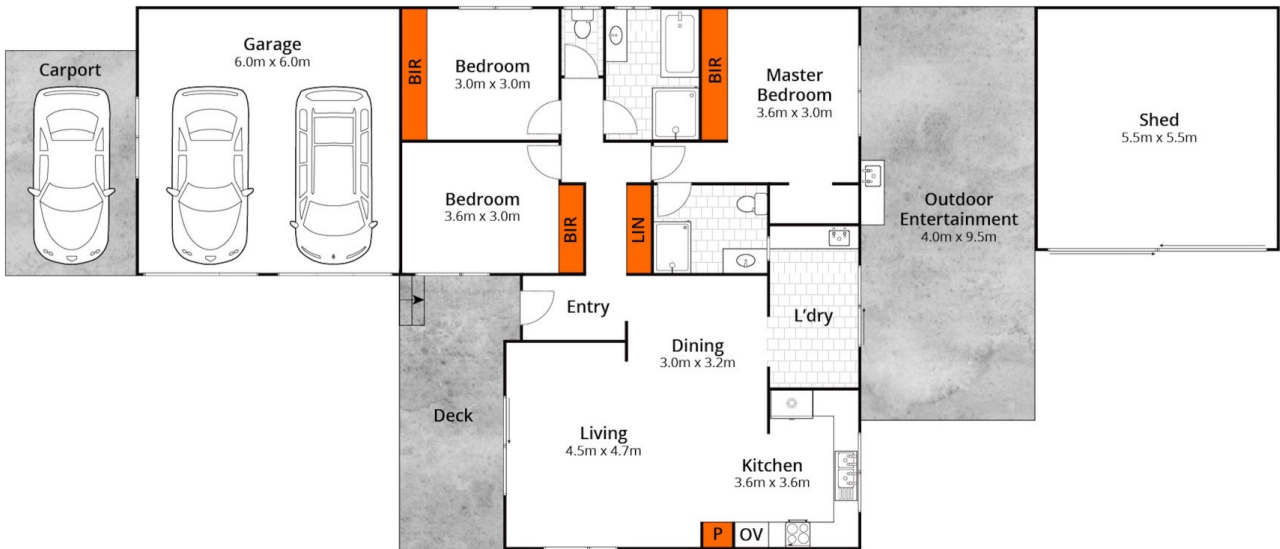 Carport
Garage
6.0m x 6.0m
BIR
Bedroom
3.0m x 3.0m
BIR
Master
Bedroom
3.6m x 3.0m
Shed
5.5m x 5.5m
Bedroom
3.6m x 3.0m
BIR
LIN
Outdoor
Entertainment
4.0m x 9.5m
Entry
L'dry
Dining
3.0m x 3.2m
Deck
Living
4.5m x 4.7m
Kitchen
3.6m x 3.6m
P
OV